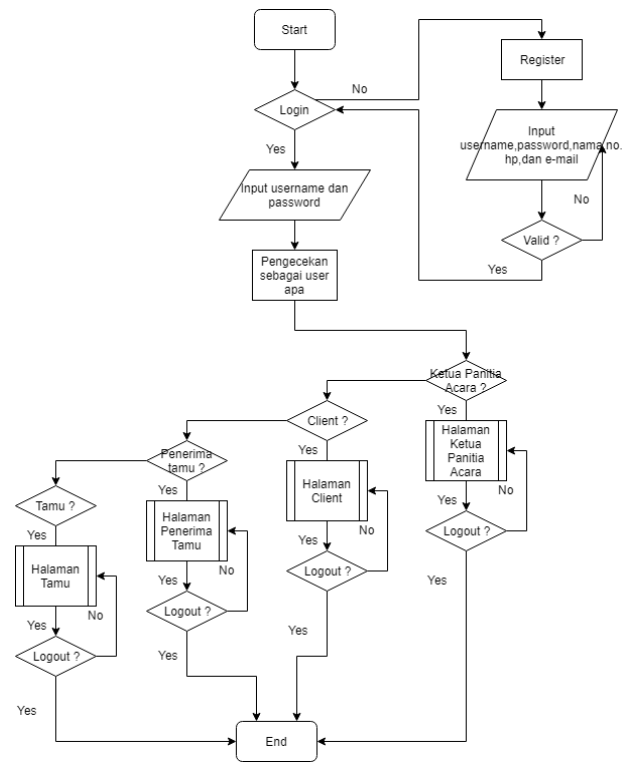 Start
No
Register
Login
Input
username,password,nama,no.
hp,dan e-mail
Yes
Input username dan
password
No
Valid ?
Yes
Pengecekan
sebagai user
apa
Ketua Panitia
Acara ?
Yes
Client ?
Yes
Halaman
Ketua
Panitia
Acara
Penerima
tamu ?
Yes
Halaman
Client
No
Yes
Logout ?
Tamu ?
Yes
Halaman
Penerima
Tamu
No
Yes
Logout ?
Yes
Halaman
Tamu
No
Yes
Logout ?
Yes
No
Yes
Logout ?
Yes
Yes
End